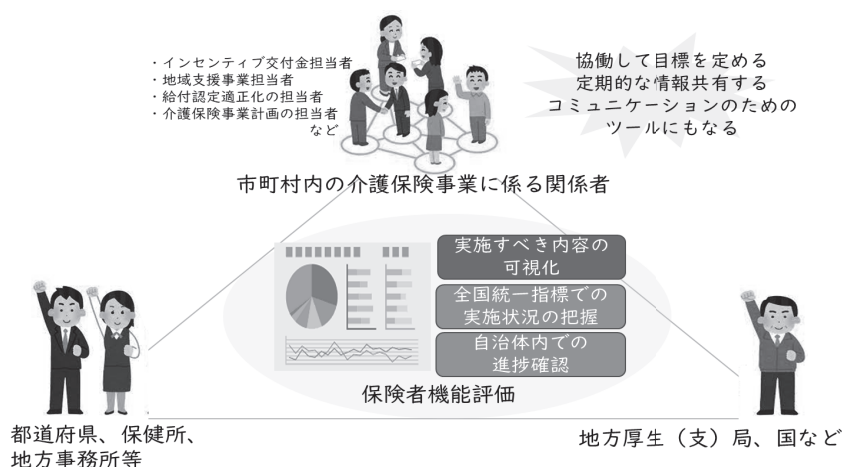 ・インセンティブ交付金担当者
・地域支援事業担当者
・給付認定適正化の担当者
・介護保険事業計画の担当者
など
協働して目標を定める
定期的な情報共有する
コミュニケーションのための
ツールにもなる
市町村内の介護保険事業に係る関係者
実施すべき内容の
可視化
全国統一指標での
実施状況の把握
自治体内での
進捗確認
保険者機能評価
都道府県、保健所、
地方事務所等
地方厚生（支）局、国など